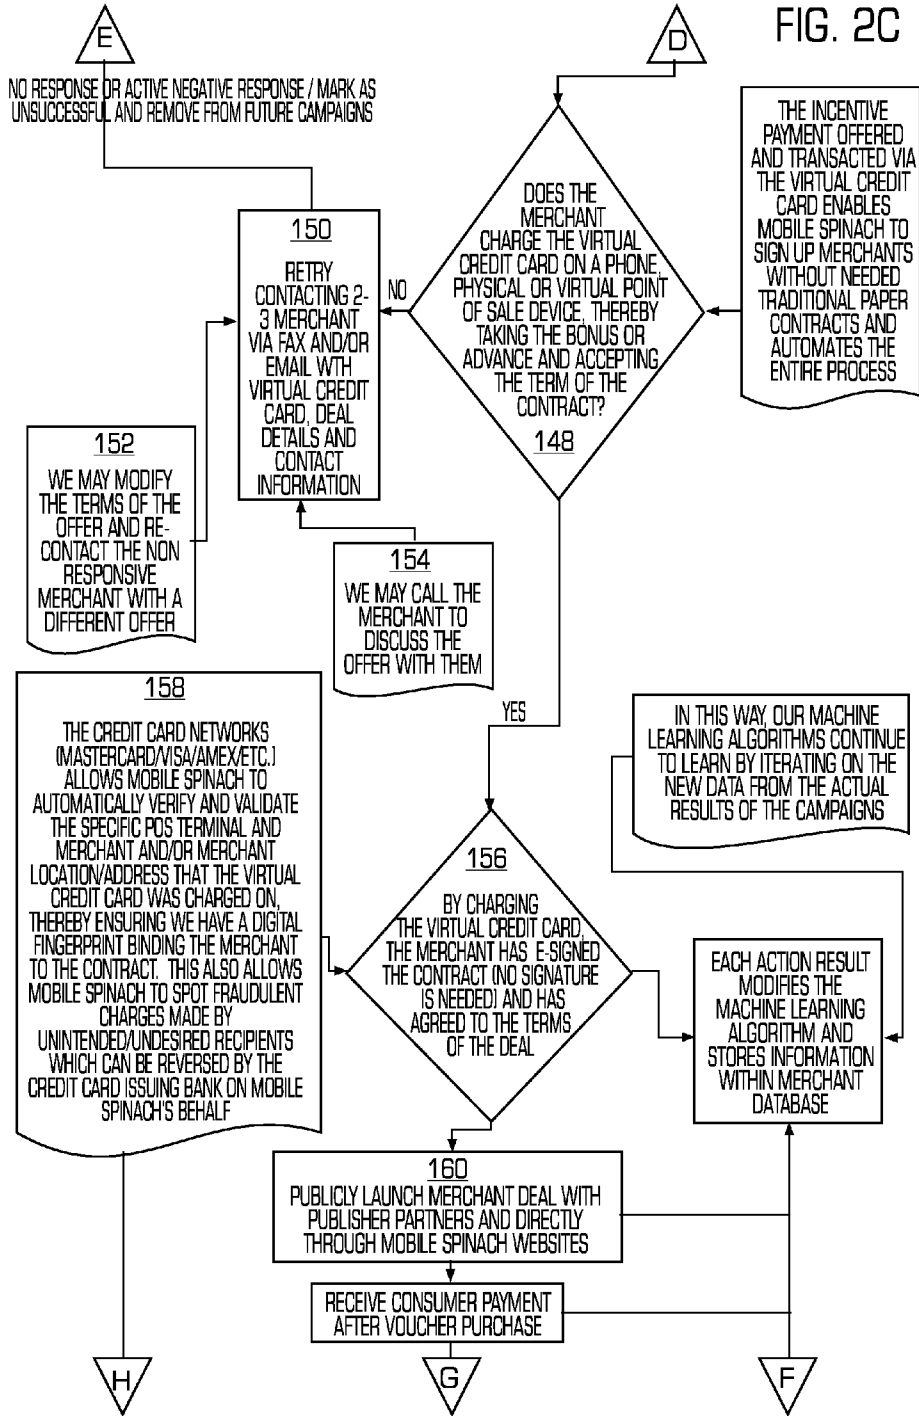 FIG. 2C
E
D
NO RESPONSE OR ACTIVE NEGATIVE RESPONSE / MARK AS
UNSUCCESSFUL AND REMOVE FROM FUTURE CAMPAIGNS
THE INCENTIVE
PAYMENT OFFERED
AND TRANSACTED VIA
THE VIRTUAL CREDIT
CARD ENABLES
MOBILE SPINACH TO
SIGN UP MERCHANTS
WITHOUT NEEDED
TRADITIONAL PAPER
CONTRACTS AND
AUTOMATES THE
ENTIRE PROCESS
DOES THE
MERCHANT
CHARGE THE VIRTUAL
CREDIT CARD ON A PHONE,
PHYSICAL OR VIRTUAL POINT
OF SALE DEVICE, THEREBY
TAKING THE BONUS OR
ADVANCE AND ACCEPTING
THE TERM OF THE
CONTRACT?
148
NO
150
RETRY
CONTACTING 2-
3 MERCHANT
VIA FAX AND/OR
EMAIL WTH
VIRTUAL CREDIT
CARD, DEAL
DETAILS AND
CONTACT
INFORMATION
152
WE MAY MODIFY
THE TERMS OF THE
OFFER AND RE-
CONTACT THE NON
RESPONSIVE
MERCHANT WITH A
DIFFERENT OFFER
154
WE MAY CALL THE
MERCHANT TO
DISCUSS THE
OFFER WITH THEM
YES
158
THE CREDIT CARD NETWORKS
(MASTERCARD/VISA/AMEX/ETC.)
ALLOWS MOBILE SPINACH TO
AUTOMATICALLY VERIFY AND VALIDATE
THE SPECIFIC POS TERMINAL AND
MERCHANT AND/OR MERCHANT
LOCATION/ADDRESS THAT THE VIRTUAL
CREDIT CARD WAS CHARGED ON,
THEREBY ENSURING WE HAVE A DIGITAL
FINGERPRINT BINDING THE MERCHANT
TO THE CONTRACT. THIS ALSO ALLOWS
MOBILE SPINACH TO SPOT FRAUDULENT
CHARGES MADE BY
UNINTENDED/UNDESIRED RECIPIENTS
WHICH CAN BE REVERSED BY THE
CREDIT CARD ISSUING BANK ON MOBILE
SPINACH'S BEHALF
IN THIS WAY, OUR MACHINE
LEARNING ALGORITHMS CONTINUE
TO LEARN BY ITERATING ON THE
NEW DATA FROM THE ACTUAL
RESULTS OF THE CAMPAIGNS
156
BY CHARGING
THE VIRTUAL CREDIT CARD,
THE MERCHANT HAS E-SIGNED
THE CONTRACT (NO SIGNATURE
IS NEEDED) AND HAS
AGREED TO THE TERMS
OF THE DEAL
EACH ACTION RESULT
MODIFIES THE
MACHINE LEARNING
ALGORITHM AND
STORES INFORMATION
WITHIN MERCHANT
DATABASE
160
PUBLICLY LAUNCH MERCHANT DEAL WITH
PUBLISHER PARTNERS AND DIRECTLY
THROUGH MOBILE SPINACH WEBSITES
RECEIVE CONSUMER PAYMENT
AFTER VOUCHER PURCHASE
H
G
F